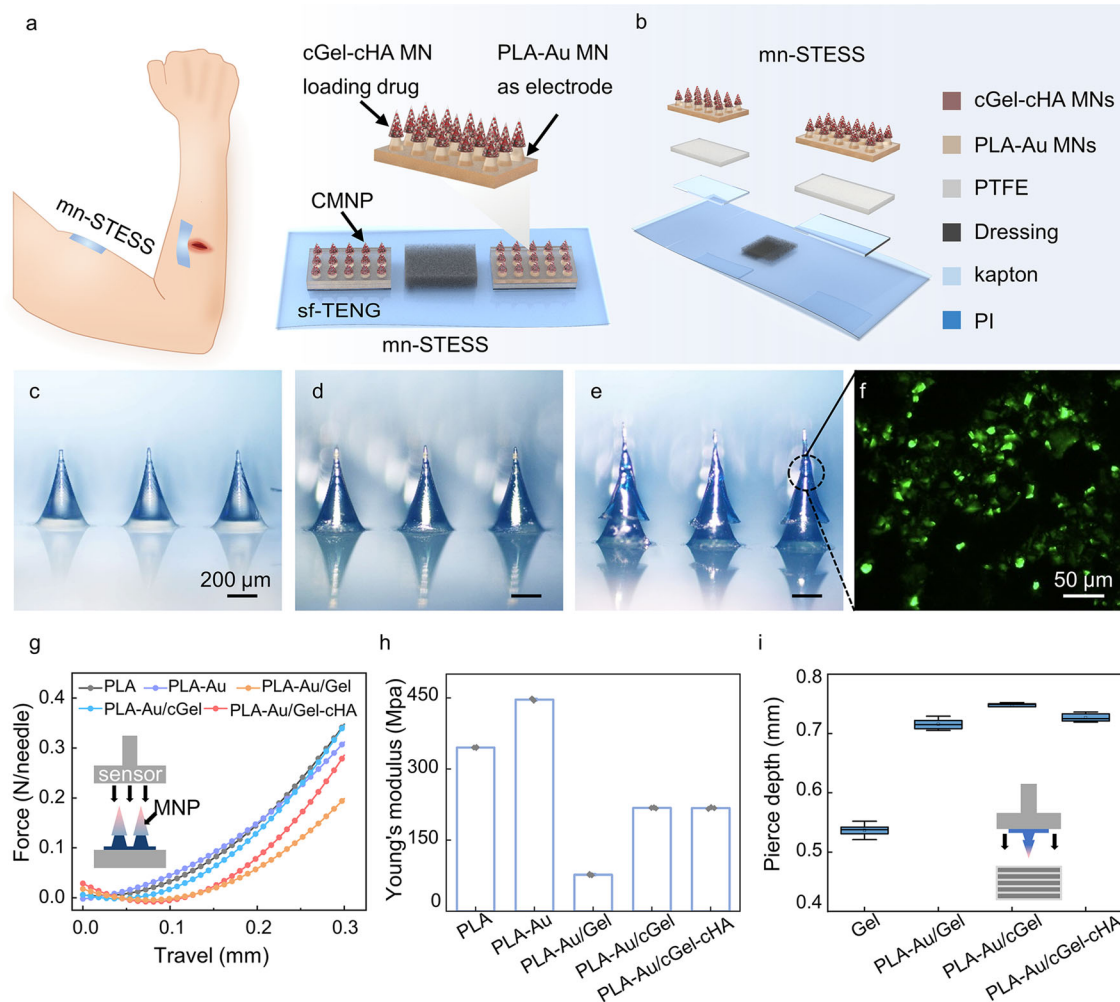 a
cGel-cHA MN
loading drug
PLA-Au MN
as electrode
mn-STESS
CMNP
sf-TENG
mn-STESS
b
mn-STESS
cGel-cHA MNs
PLA-Au MNs
PTFE
Dressing
kapton
PI
c
200 µm
d
e
f
50 µm
g
PLA
PLA-Au
PLA-Au/Gel
PLA-Au/cGel
PLA-Au/Gel-cHA
sensor
MNP
Force (N/needle)
0.4
0.3
0.2
0.1
0.0
0.0
0.1
0.2
0.3
Travel (mm)
h
Young's modulus (Mpa)
450
300
150
0
PLA
PLA-Au
PLA-Au/Gel
PLA-Au/cGel
PLA-Au/cGel-cHA
i
Pierce depth (mm)
0.8
0.7
0.5
0.4
Gel
PLA-Au/Gel
PLA-Au/cGel
PLA-Au/cGel-cHA